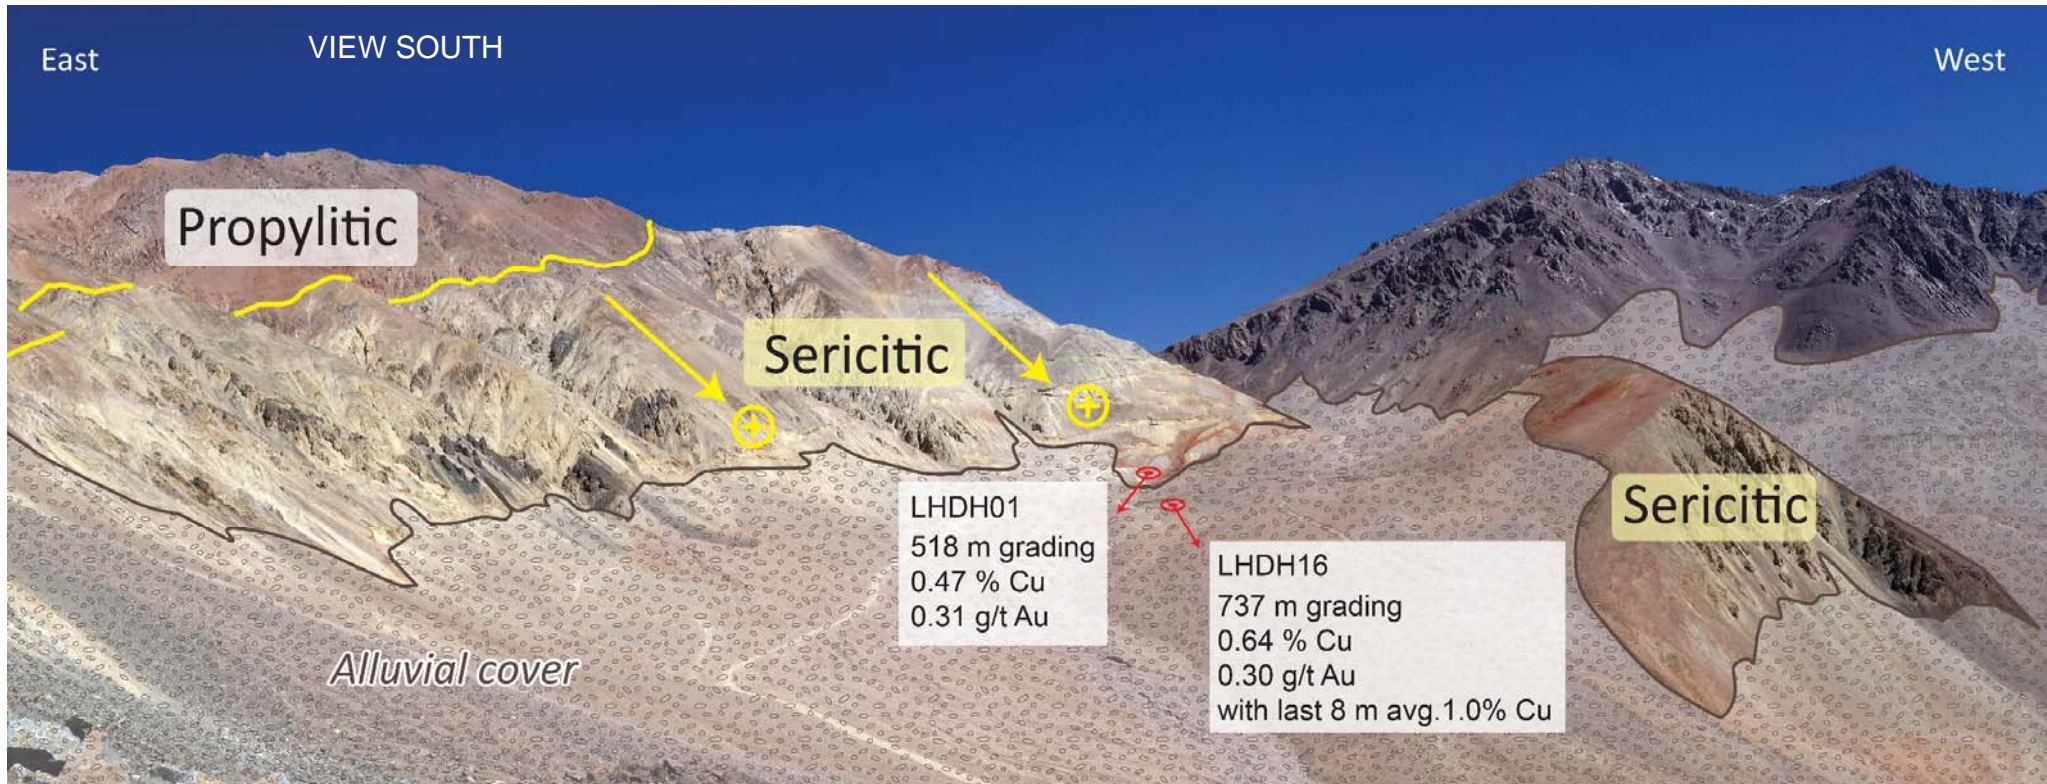 East
VIEW SOUTH
West
Propylitic
Sericitic
Sericitic
LHDH01
518 m grading
0.47 % Cu
0.31 g/t Au
LHDH16
737 m grading
0.64 % Cu
0.30 g/t Au
with last 8 m avg.1.0% Cu
Alluvial cover